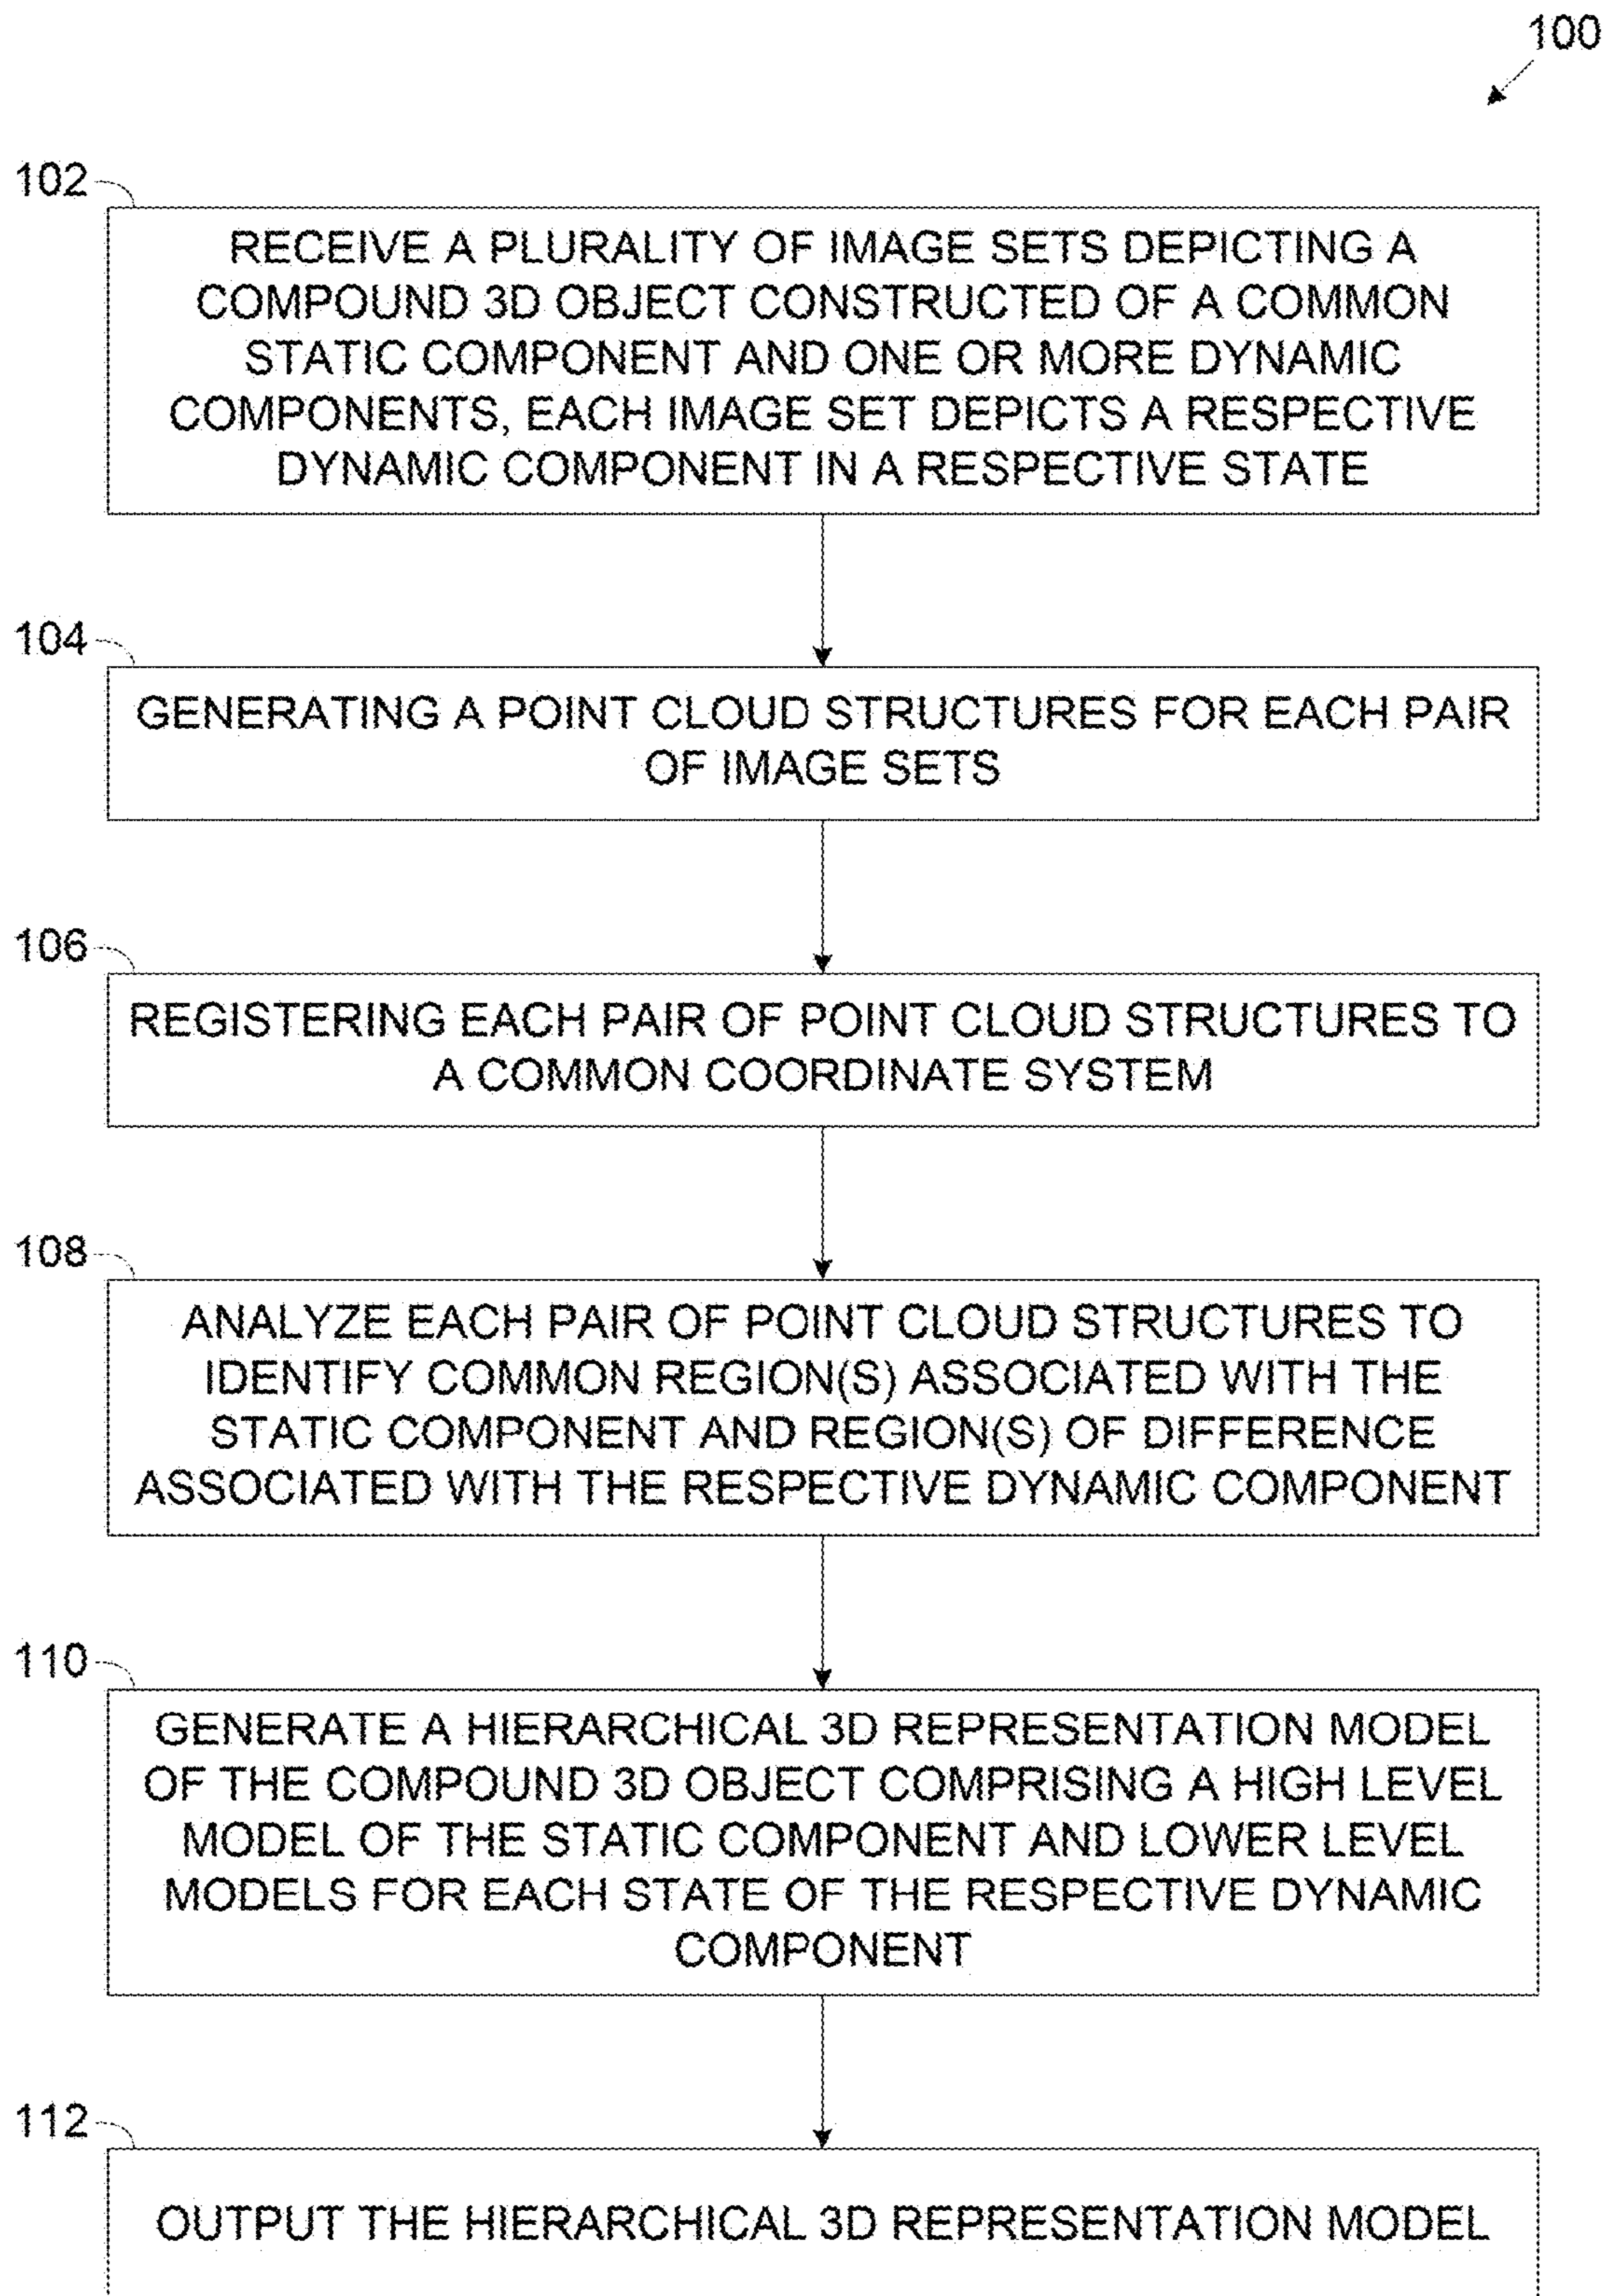 100
102
RECEIVE A PLURALITY OF IMAGE SETS DEPICTING A
COMPOUND 3D OBJECT CONSTRUCTED OF A COMMON
STATIC COMPONENT AND ONE OR MORE DYNAMIC
COMPONENTS, EACH IMAGE SET DEPICTS A RESPECTIVE
DYNAMIC COMPONENT IN A RESPECTIVE STATE
104
GENERATING A POINT CLOUD STRUCTURES FOR EACH PAIR
OF IMAGE SETS
106
REGISTERING EACH PAIR OF POINT CLOUD STRUCTURES TO
A COMMON COORDINATE SYSTEM
108
ANALYZE EACH PAIR OF POINT CLOUD STRUCTURES TO
IDENTIFY COMMON REGION(S) ASSOCIATED WITH THE
STATIC COMPONENT AND REGION(S) OF DIFFERENCE
ASSOCIATED WITH THE RESPECTIVE DYNAMIC COMPONENT
110
GENERATE A HIERARCHICAL 3D REPRESENTATION MODEL
OF THE COMPOUND 3D OBJECT COMPRISING A HIGH LEVEL
MODEL OF THE STATIC COMPONENT AND LOWER LEVEL
MODELS FOR EACH STATE OF THE RESPECTIVE DYNAMIC
COMPONENT
112
OUTPUT THE HIERARCHICAL 3D REPRESENTATION MODEL